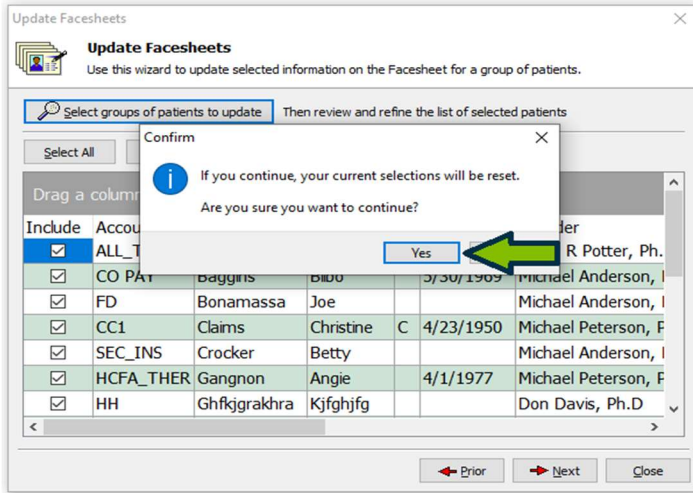 Update Facesheets
Update Facesheets
Use this wizard to update selected information on the Facesheet for a group of patients.
Select groups of patients to update Then review and refine the list of selected patients
Confirm
Select All
If you continue, your current selections will be reset.
Are you sure you want to continue?
Yes
Drag a column
Include
R Potter, Ph.
CO PAY Baggins Bilbo 5/30/1969 Michael Anderson,
FD Bonamassa Joe Michael Anderson,
CC1 Claims Christine C 4/23/1950 Michael Peterson, P
SEC_INS Crocker Betty Michael Anderson,
HCFA_THER Gangnon Angie 4/1/1977 Michael Peterson, P
HH Ghfkjgrakhra Kjfghjfg Don Davis, Ph.D
Prior Next Close